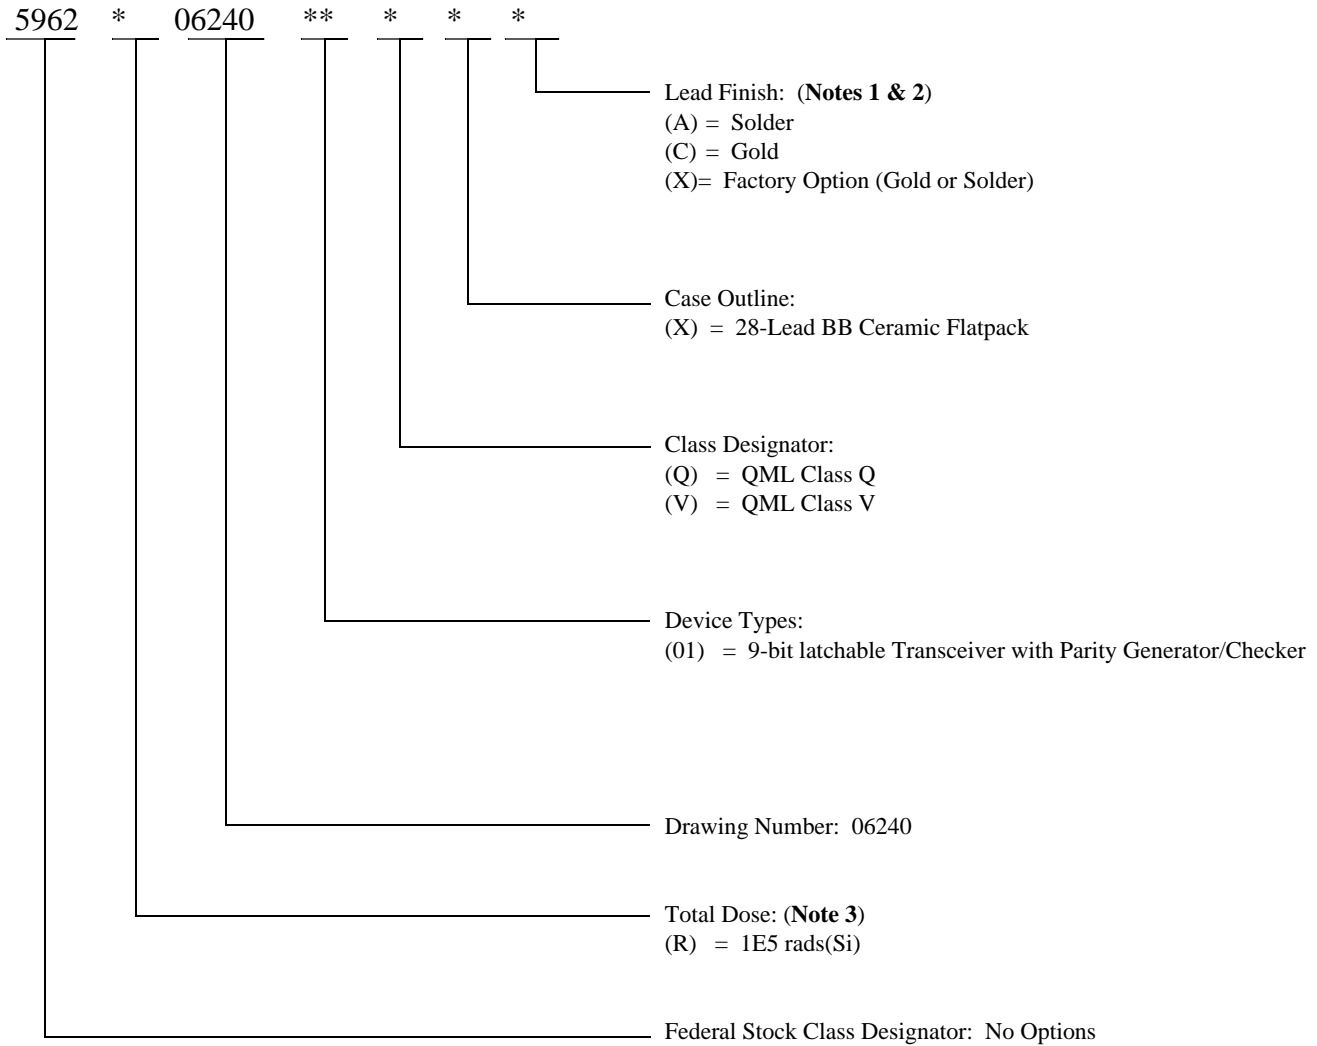 5962 * 06240 ** * * *
Lead Finish: (Notes 1 & 2)
(A) = Solder
(C) = Gold
(X)= Factory Option (Gold or Solder)
Case Outline:
(X) = 28-Lead BB Ceramic Flatpack
Class Designator:
(Q) = QML Class Q
(V) = QML Class V
Device Types:
(01) = 9-bit latchable Transceiver with Parity Generator/Checker
Drawing Number: 06240
Total Dose: (Note 3)
(R) = 1E5 rads(Si)
Federal Stock Class Designator: No Options